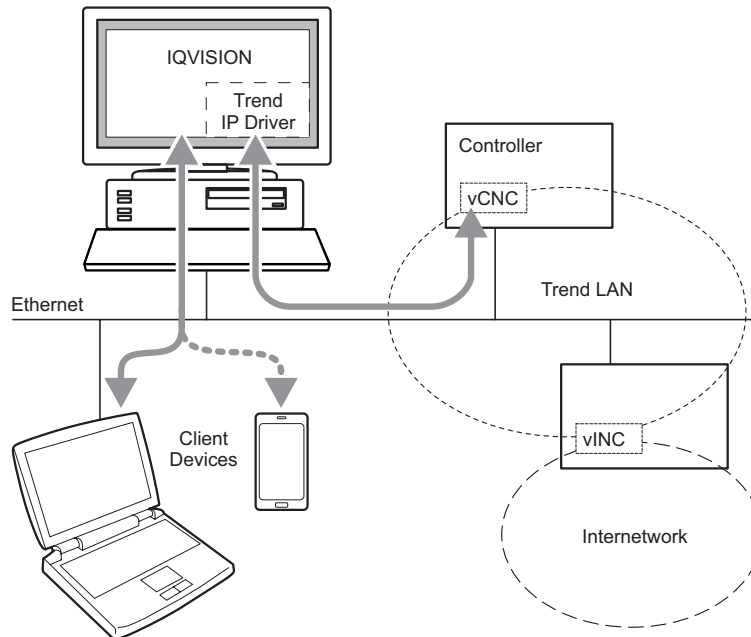 IQVISION
Trend
IP Driver
Controller
vCNC
Ethernet
Trend LAN
Client
Devices
vINC
Internetwork